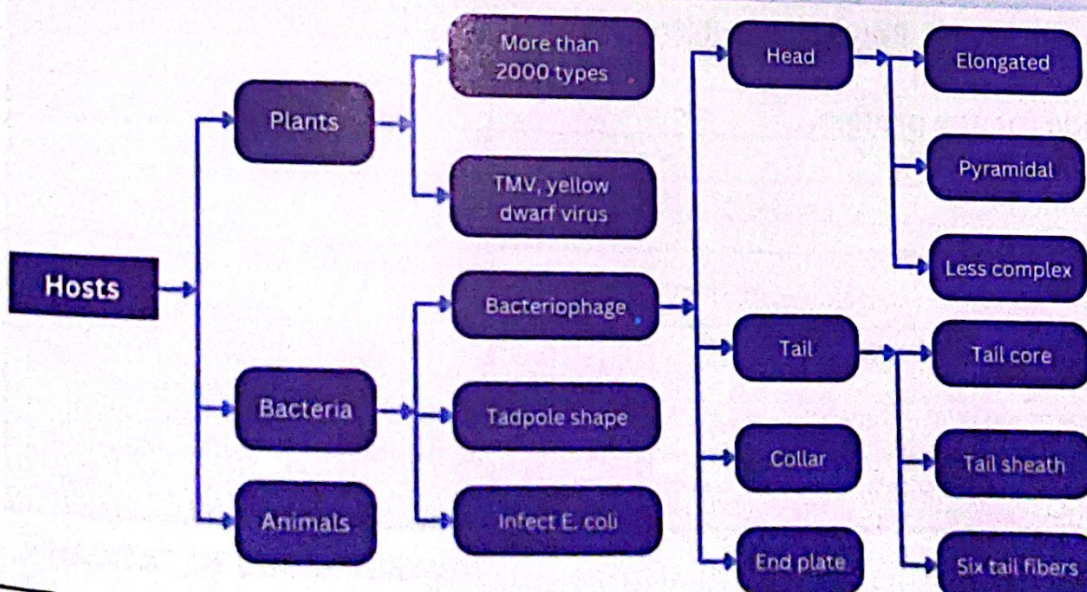 Hosts
Plants
More than
2000 types
TMV, yellow
dwarf virus
Bacteria
Bacteriophage
Head
Elongated
Pyramidal
Less complex
Tail
Tail core
Tail sheath
Six tail fibers
Collar
End plate
Tadpole shape
Infect E. coli
Animals